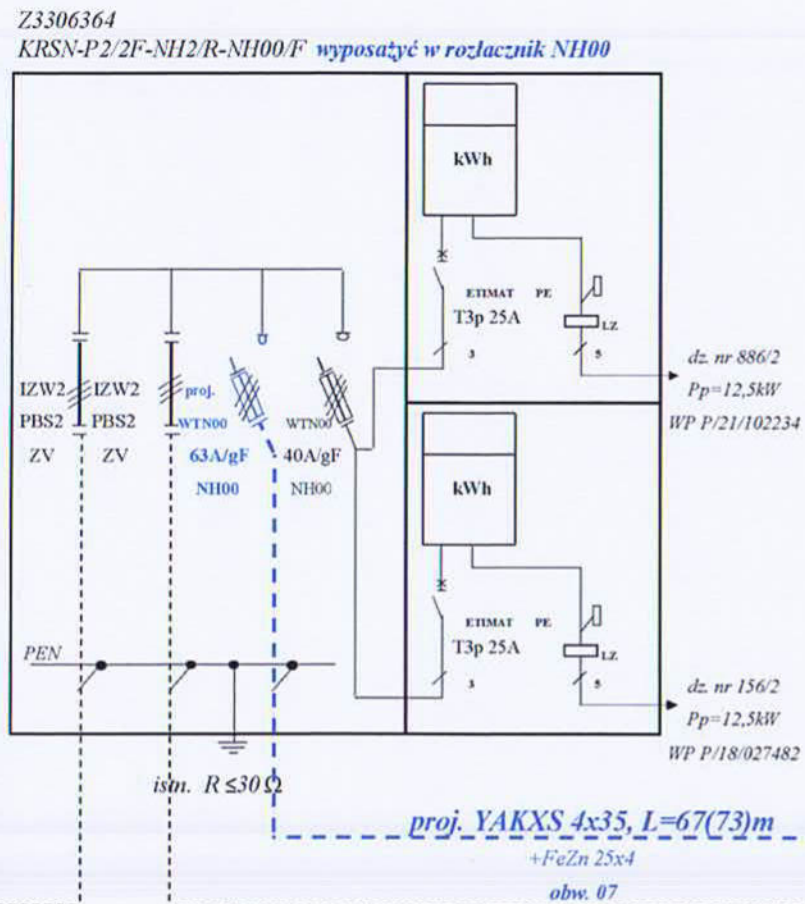 Z3306364
KRSN-P2/2F-NH2/R-NH00/F wyposażyć w rozłacznik NH00
kWh
ETIMAT PE
T3p 25A
LZ
3
5
dz. nr 886/2
Pp=12,5kW
WP P/21/102234
IZW2
PBS2
ZV
IZW2
PBS2
ZV
proj.
WTN00
63A/gF
NH00
WTN00
40A/gF
NH00
kWh
ETIMAT PE
T3p 25A
LZ
3
5
dz. nr 156/2
Pp=12,5kW
WP P/18/027482
PEN
istn. R ≤30 Ω
proj. YAKXS 4x35, L=67(73)m
+FeZn 25x4
obw. 07